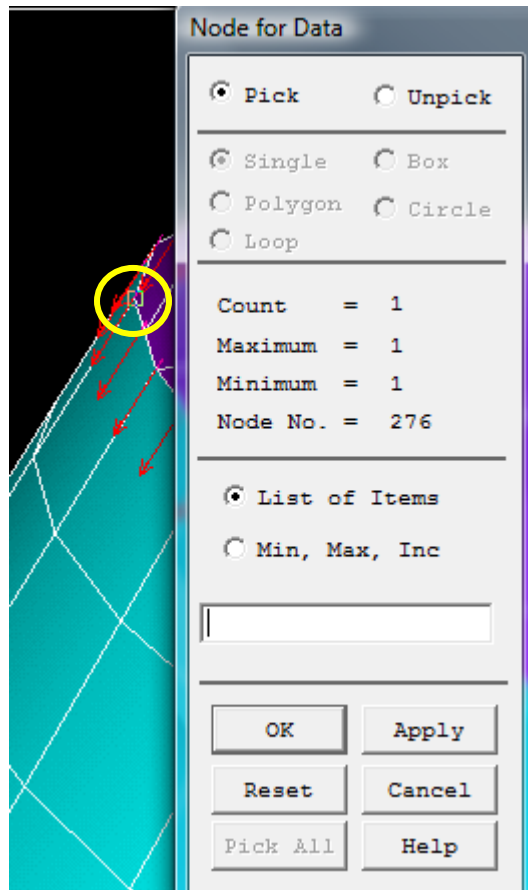 Node for Data
Pick Unpick
Single Box
Polygon Circle
Loop
Count = 1
Maximum = 1
Minimum = 1
Node No. = 276
List of Items
Min, Max, Inc
OK Apply
Reset Cancel
Pick All Help